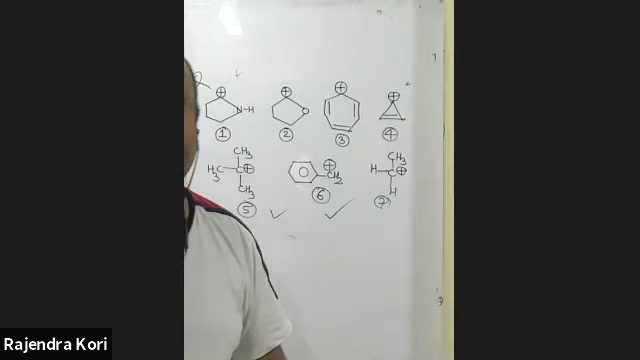 ⊕ ⊕ ⊕ ⊕
N-H O
① ② ③ ④
CH3 CH3
H3C-C⊕ ⊕ CH2 H-C⊕
CH3 H
⑤ ⑥ ⑦
Rajendra Kori